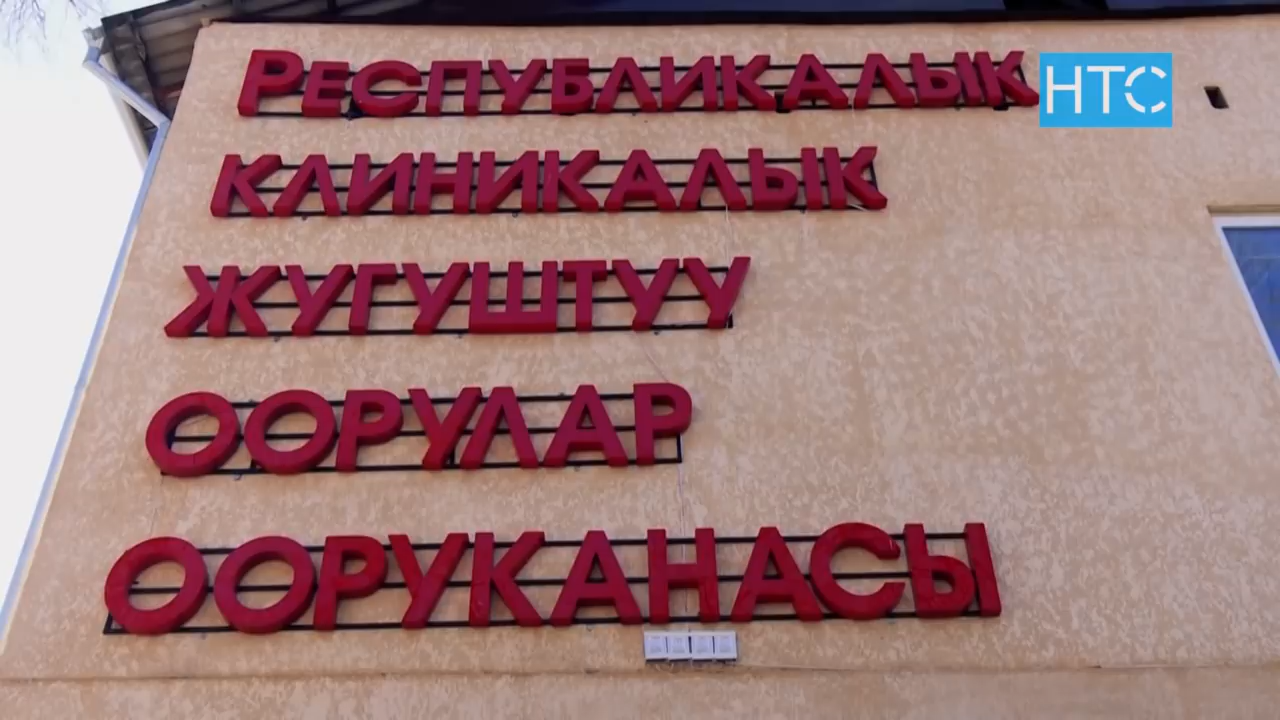 Республикалык
НТС
клиникалык
жугуштуу
оорулар
ооруканасы